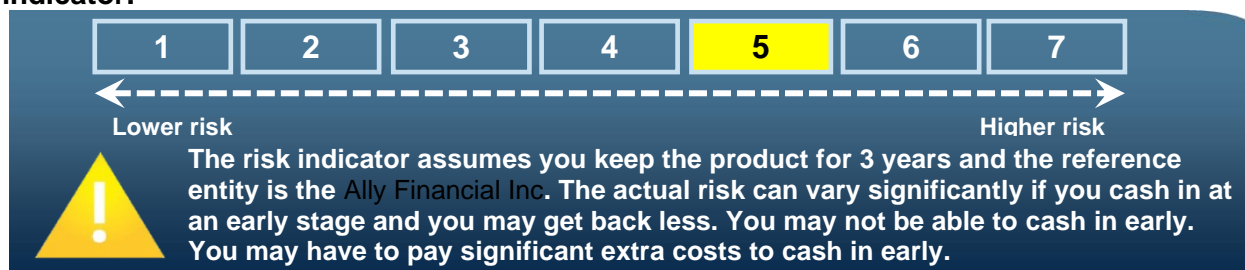 Indicator:
1 2 3 4 5 6 7
Lower risk Higher risk
The risk indicator assumes you keep the product for 3 years and the reference
entity is the Ally Financial Inc. The actual risk can vary significantly if you cash in at
an early stage and you may get back less. You may not be able to cash in early.
You may have to pay significant extra costs to cash in early.